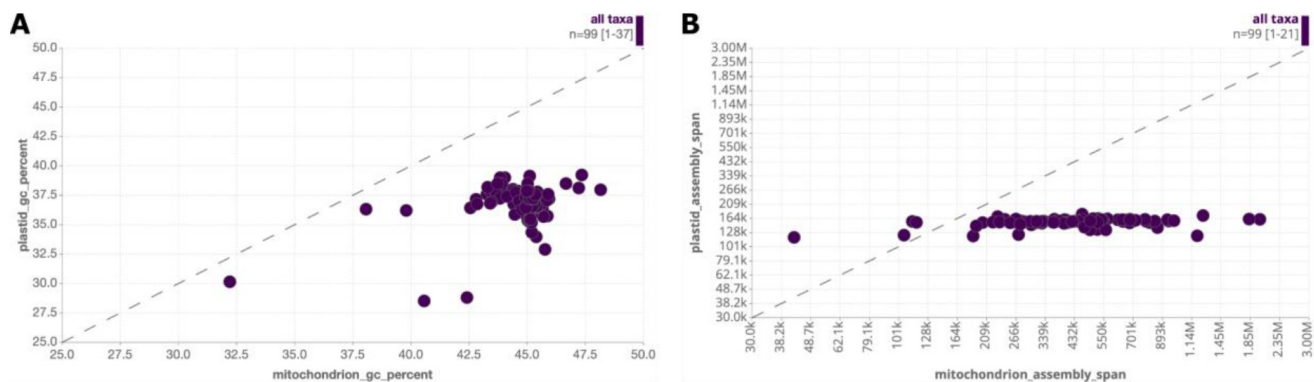 A
all taxa
n=99 [1-37]
50.0
47.5
45.0
42.5
40.0
37.5
35.0
32.5
30.0
27.5
25.0
plastid_gc_percent
25.0 27.5 30.0 32.5 35.0 37.5 40.0 42.5 45.0 47.5 50.0
mitochondrion_gc_percent
B
all taxa
n=99 [1-21]
3.00M
2.35M
1.85M
1.45M
1.14M
893k
701k
550k
432k
339k
266k
209k
164k
128k
101k
79.1k
62.1k
48.7k
38.2k
30.0k
plastid_assembly_span
30.0k 38.2k 48.7k 62.1k 79.1k 101k 128k 164k 209k 266k 339k 432k 550k 701k 893k 1.14M 1.45M 1.85M 2.35M 3.00M
mitochondrion_assembly_span